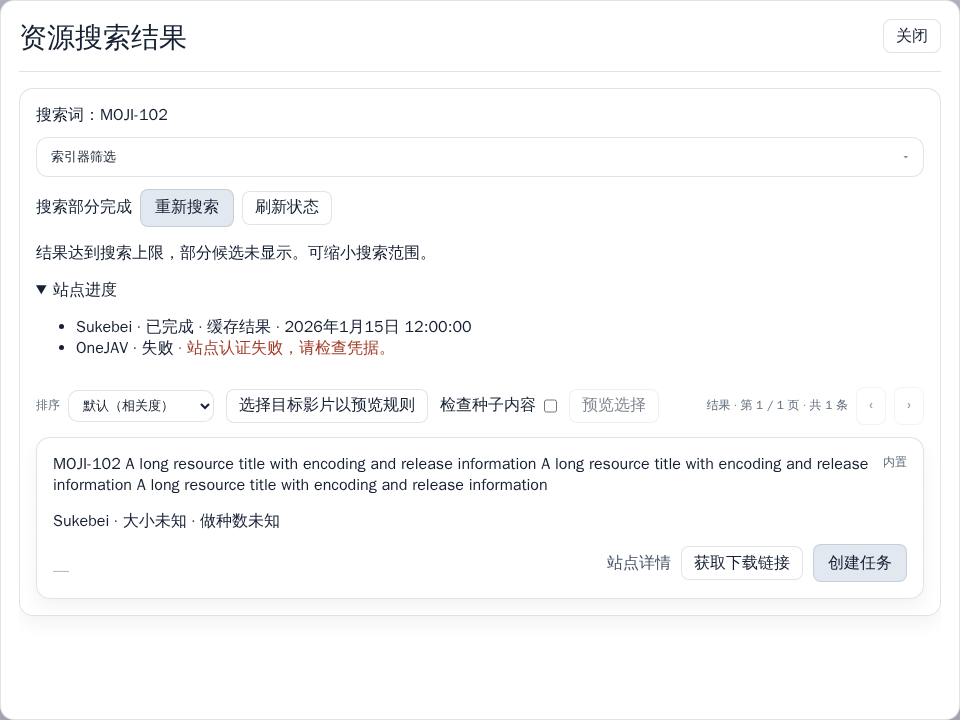 资源搜索结果
关闭
搜索词：MOJI-102
索引器筛选 -
搜索部分完成 重新搜索 刷新状态
结果达到搜索上限，部分候选未显示。可缩小搜索范围。
▼ 站点进度
• Sukebei · 已完成 · 缓存结果 · 2026年1月15日 12:00:00
• OneJAV · 失败 · 站点认证失败，请检查凭据。
排序 默认（相关度） 选择目标影片以预览规则 检查种子内容 预览选择 结果 · 第 1 / 1 页 · 共 1 条 ‹ ›
MOJI-102 A long resource title with encoding and release information A long resource title with encoding and release 内置
information A long resource title with encoding and release information
Sukebei · 大小未知 · 做种数未知
— 站点详情 获取下载链接 创建任务